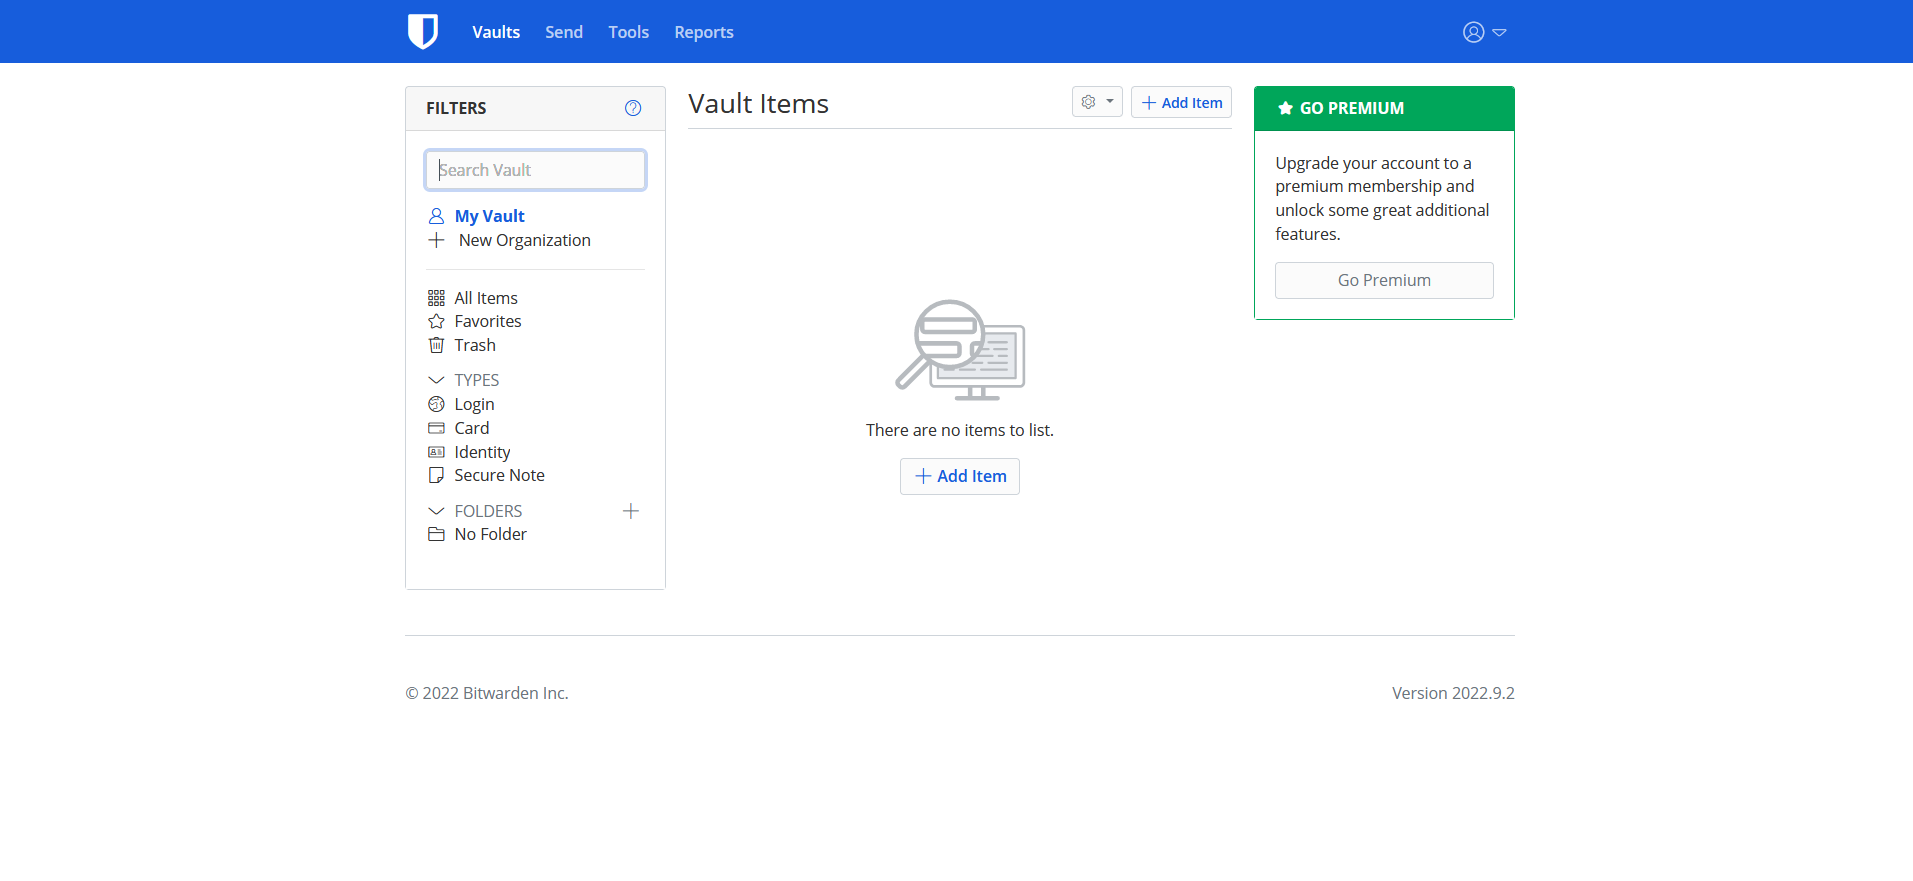 Vaults Send Tools Reports
FILTERS
Search Vault
My Vault
New Organization
All Items
Favorites
Trash
TYPES
Login
Card
Identity
Secure Note
FOLDERS
No Folder
Vault Items
Add Item
There are no items to list.
Add Item
GO PREMIUM
Upgrade your account to a
premium membership and
unlock some great additional
features.
Go Premium
© 2022 Bitwarden Inc.
Version 2022.9.2